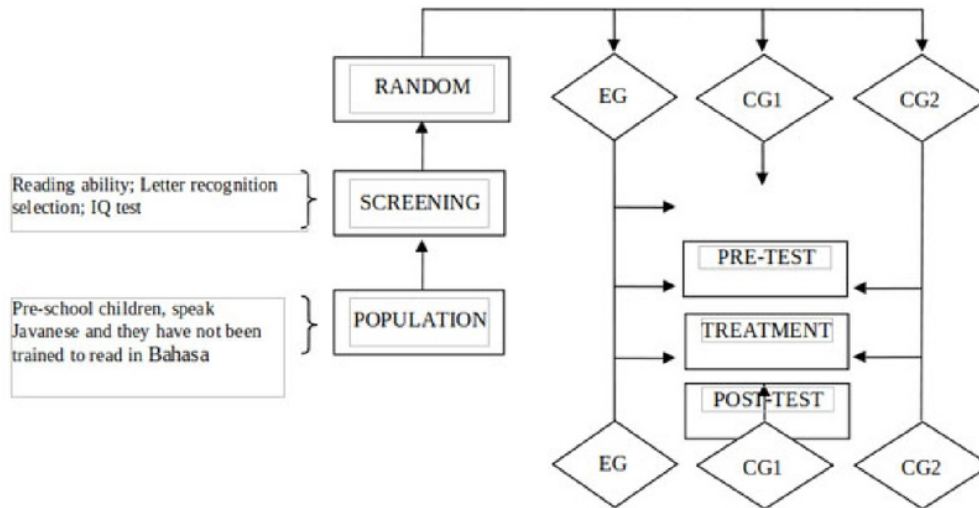 RANDOM
EG
CG1
CG2
Reading ability; Letter recognition
selection; IQ test
SCREENING
PRE-TEST
Pre-school children, speak
Javanese and they have not been
trained to read in Bahasa
POPULATION
TREATMENT
POST-TEST
EG
CG1
CG2